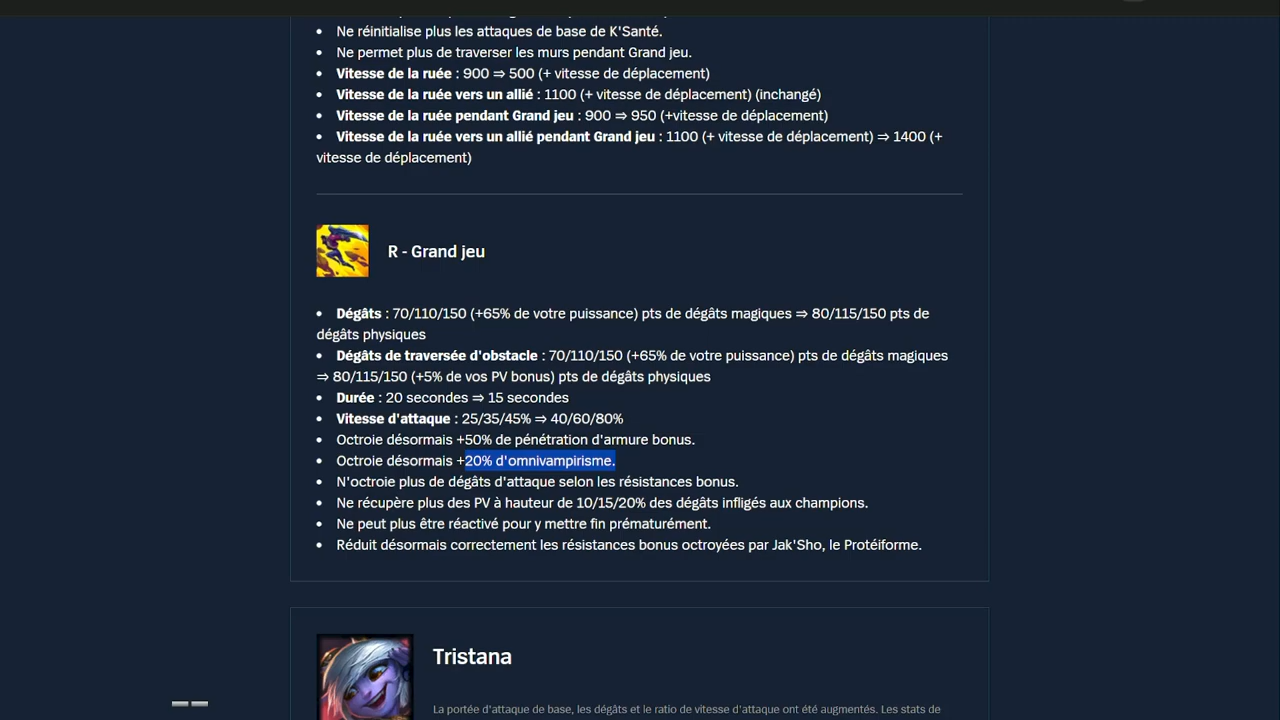 Ne réinitialise plus les attaques de base de K'Santé.
Ne permet plus de traverser les murs pendant Grand jeu.
Vitesse de la ruée : 900 ⇒ 500 (+ vitesse de déplacement)
Vitesse de la ruée vers un allié : 1100 (+ vitesse de déplacement) (inchangé)
Vitesse de la ruée pendant Grand jeu : 900 ⇒ 950 (+vitesse de déplacement)
Vitesse de la ruée vers un allié pendant Grand jeu : 1100 (+ vitesse de déplacement) ⇒ 1400 (+
vitesse de déplacement)
R - Grand jeu
Dégâts : 70/110/150 (+65% de votre puissance) pts de dégâts magiques ⇒ 80/115/150 pts de
dégâts physiques
Dégâts de traversée d'obstacle : 70/110/150 (+65% de votre puissance) pts de dégâts magiques
⇒ 80/115/150 (+5% de vos PV bonus) pts de dégâts physiques
Durée : 20 secondes ⇒ 15 secondes
Vitesse d'attaque : 25/35/45% ⇒ 40/60/80%
Octroie désormais +50% de pénétration d'armure bonus.
Octroie désormais +20% d'omnivampirisme.
N'octroie plus de dégâts d'attaque selon les résistances bonus.
Ne récupère plus des PV à hauteur de 10/15/20% des dégâts infligés aux champions.
Ne peut plus être réactivé pour y mettre fin prématurément.
Réduit désormais correctement les résistances bonus octroyées par Jak'Sho, le Protéiforme.
Tristana
La portée d'attaque de base, les dégâts et le ratio de vitesse d'attaque ont été augmentés. Les stats de